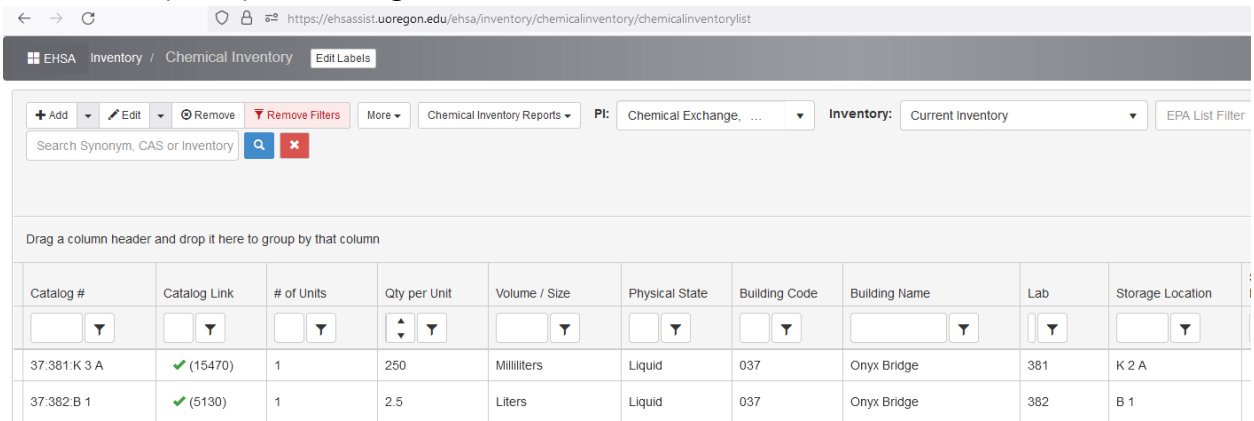 https://ehsassist.uoregon.edu/ehsa/inventory/chemicalinventory/chemicalinventorylist
EHSA Inventory / Chemical Inventory Edit Labels
Add Edit Remove Remove Filters More Chemical Inventory Reports PI: Chemical Exchange, ... Inventory: Current Inventory EPA List Filter
Search Synonym, CAS or Inventory
Drag a column header and drop it here to group by that column
Catalog # Catalog Link # of Units Qty per Unit Volume / Size Physical State Building Code Building Name Lab Storage Location
37:381:K 3 A (15470) 1 250 Milliliters Liquid 037 Onyx Bridge 381 K 2 A
37:382:B 1 (5130) 1 2.5 Liters Liquid 037 Onyx Bridge 382 B 1